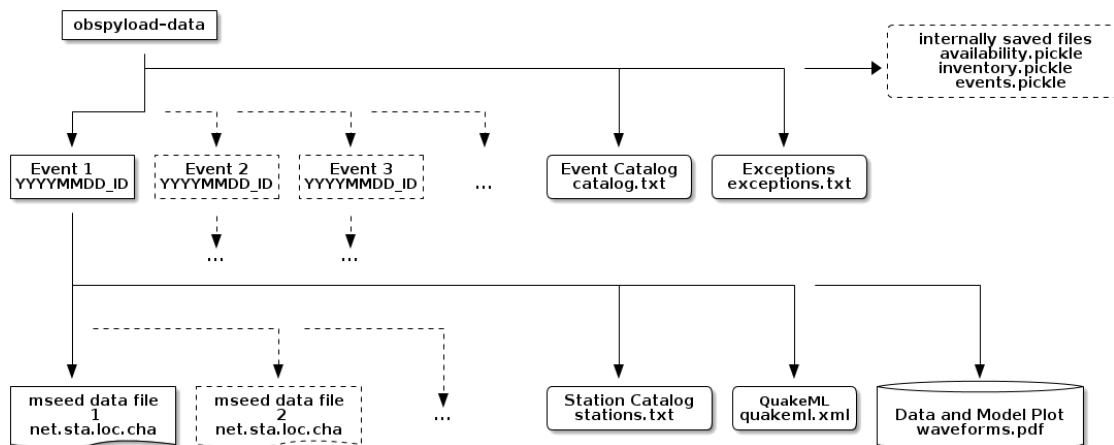 obspyload-data
internally saved files
availability.pickle
inventory.pickle
events.pickle
Event 1
YYYYMMDD_ID
Event 2
YYYYMMDD_ID
Event 3
YYYYMMDD_ID
...
Event Catalog
catalog.txt
Exceptions
exceptions.txt
...
...
mseed data file
1
net.sta.loc.cha
mseed data file
2
net.sta.loc.cha
...
Station Catalog
stations.txt
QuakeML
quakeml.xml
Data and Model Plot
waveforms.pdf